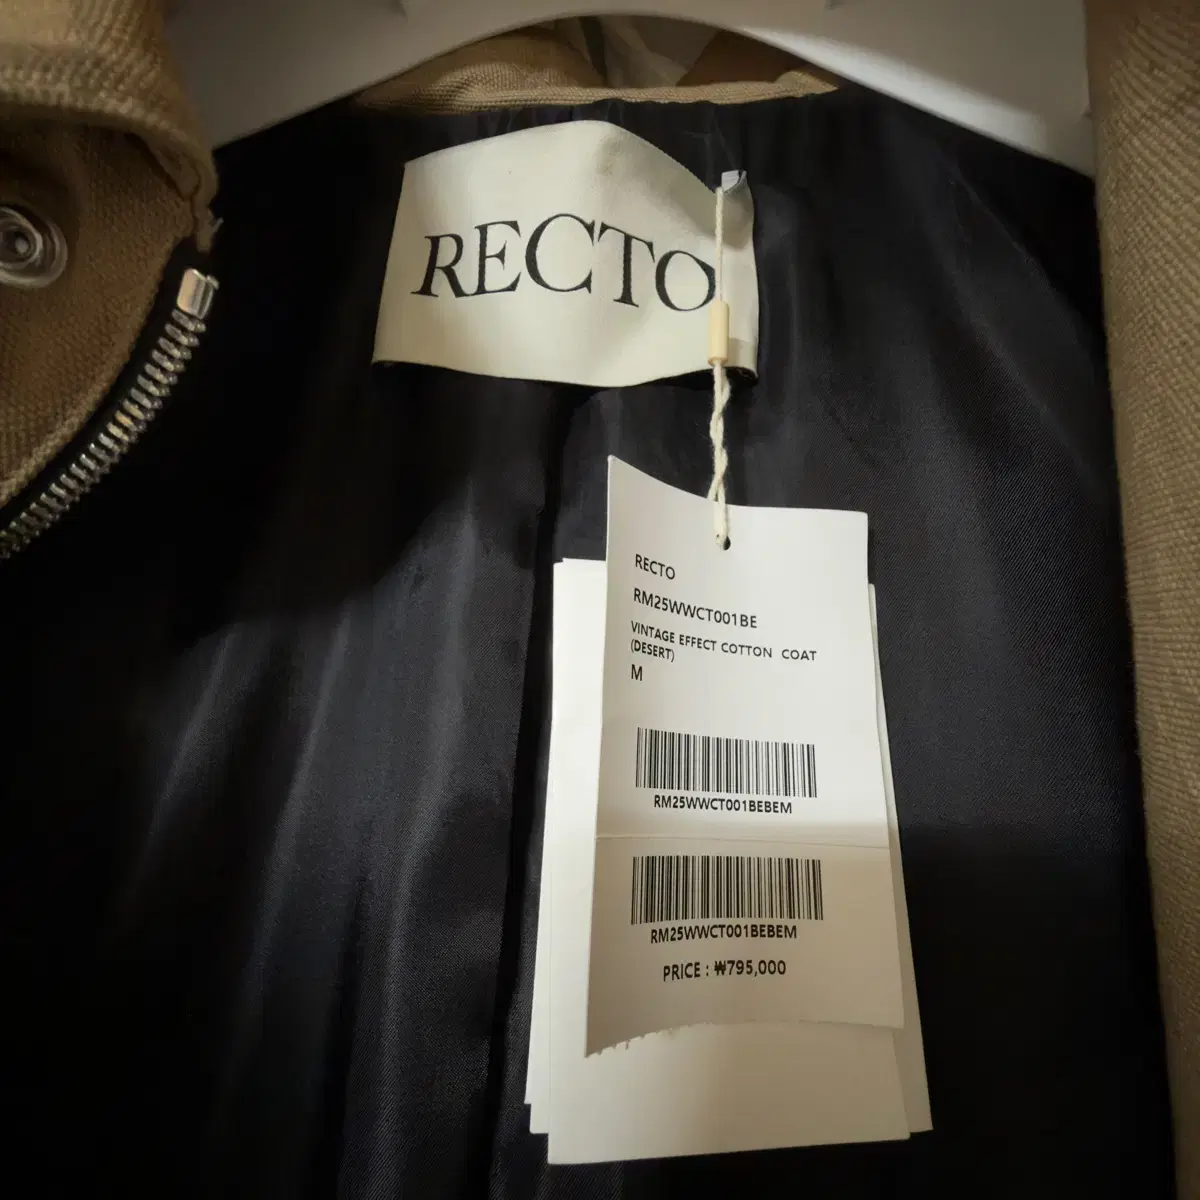 RECTO
RECTO
RM25WWCT001BE
VINTAGE EFFECT COTTON COAT
(DESERT)
M
RM25WWCT001BEBEM
RM25WWCT001BEBEM
PRICE : ₩795,000